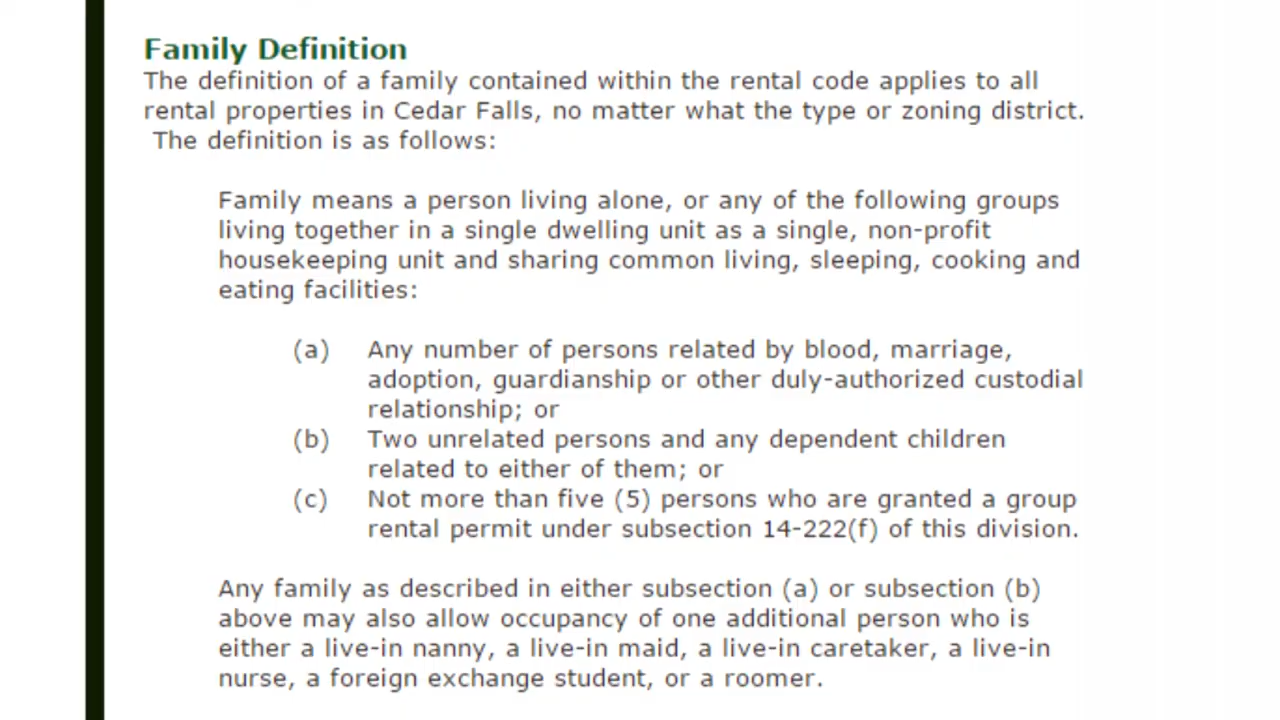 Family Definition
The definition of a family contained within the rental code applies to all
rental properties in Cedar Falls, no matter what the type or zoning district.
The definition is as follows:
Family means a person living alone, or any of the following groups
living together in a single dwelling unit as a single, non-profit
housekeeping unit and sharing common living, sleeping, cooking and
eating facilities:
(a) Any number of persons related by blood, marriage,
adoption, guardianship or other duly-authorized custodial
relationship; or
(b) Two unrelated persons and any dependent children
related to either of them; or
(c) Not more than five (5) persons who are granted a group
rental permit under subsection 14-222(f) of this division.
Any family as described in either subsection (a) or subsection (b)
above may also allow occupancy of one additional person who is
either a live-in nanny, a live-in maid, a live-in caretaker, a live-in
nurse, a foreign exchange student, or a roomer.